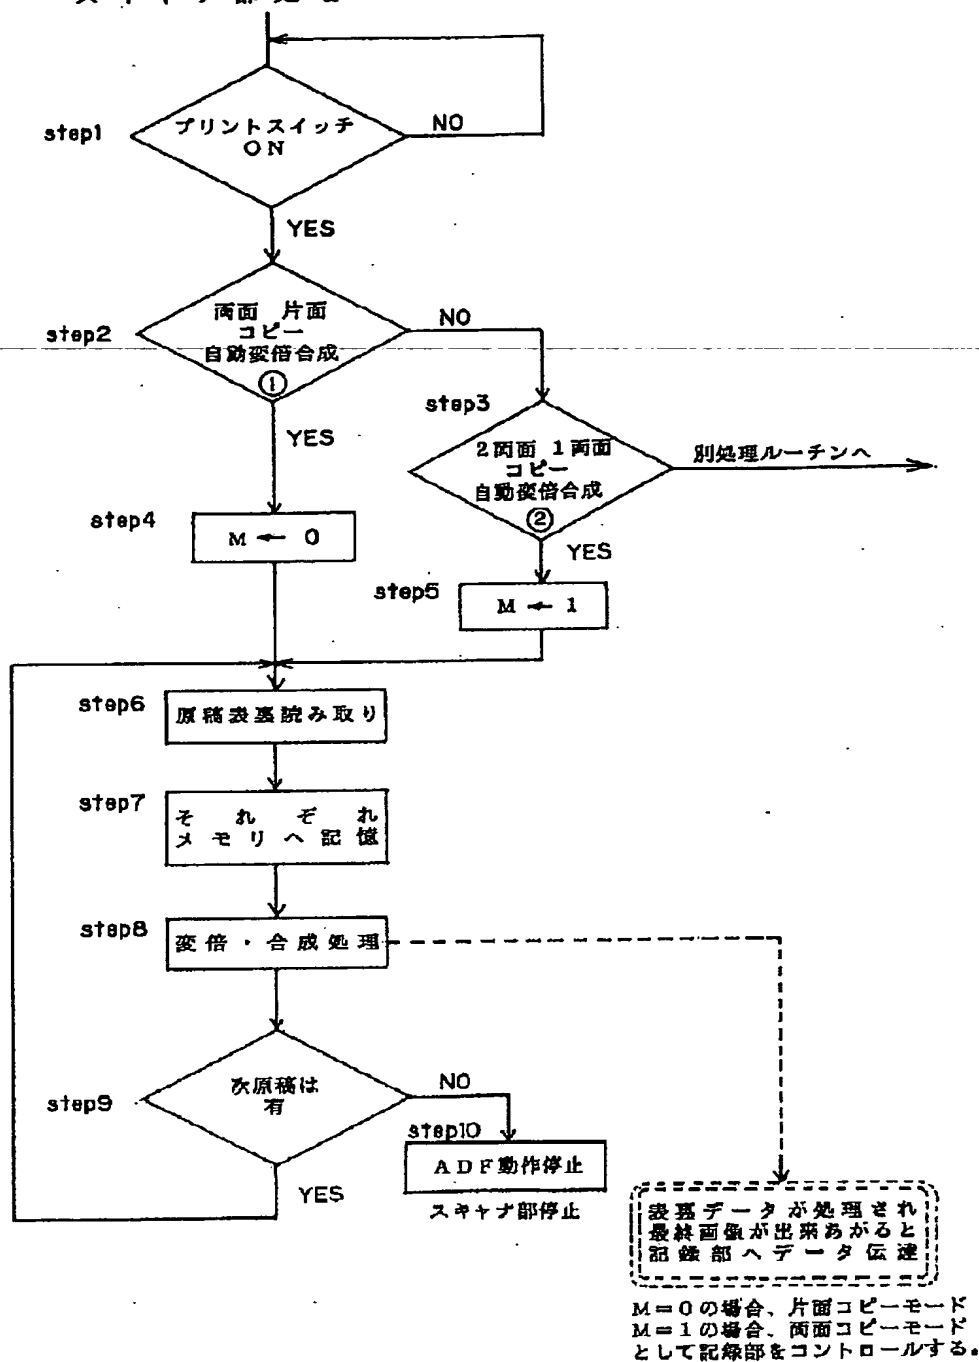 step1
プリントスイッチ
ON
NO
YES
step2
両面 片面
コピー
自動変倍合成
①
NO
YES
step3
2両面 1両面
コピー
自動変倍合成
②
別処理ルーチンへ
YES
step4
M ← 0
step5
M ← 1
step6
原稿表裏読み取り
step7
それぞれ
メモリへ記憶
step8
変倍・合成処理
step9
次原稿は
有
NO
YES
step10
ADF動作停止
スキャナ部停止
表裏データが処理され
最終画像が出来あがると
記録部へデータ伝達
M=0の場合、片面コピーモード
M=1の場合、両面コピーモード
として記録部をコントロールする。